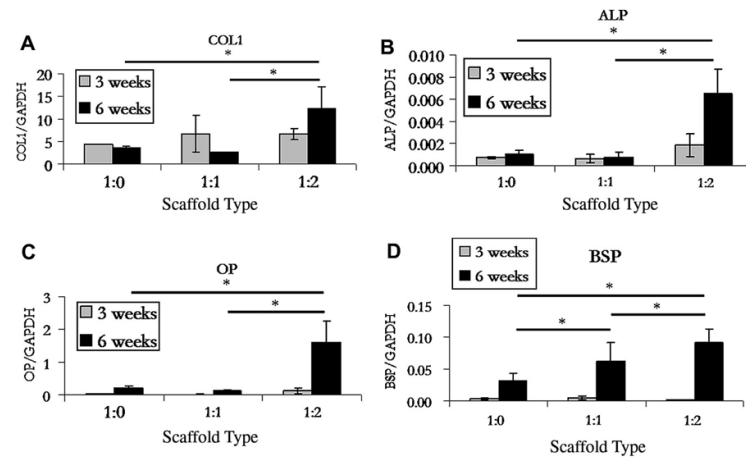 A
COL1
*
*
3 weeks
6 weeks
COL1/GAPDH
20
15
10
5
0
1:0
1:1
1:2
Scaffold Type
B
ALP
*
*
3 weeks
6 weeks
ALP/GAPDH
0.010
0.008
0.006
0.004
0.002
0.000
1:0
1:1
1:2
Scaffold Type
C
OP
*
*
3 weeks
6 weeks
OP/GAPDH
3
2
1
0
1:0
1:1
1:2
Scaffold Type
D
BSP
3 weeks
6 weeks
*
*
*
BSP/GAPDH
0.15
0.10
0.05
0.00
1:0
1:1
1:2
Scaffold Type